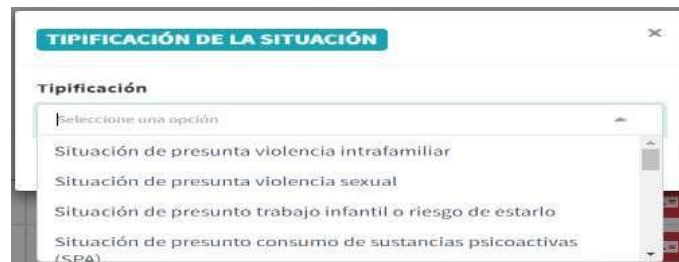 TIPIFICACIÓN DE LA SITUACIÓN
Tipificación
Seleccione una opción
Situación de presunta violencia intrafamiliar
Situación de presunta violencia sexual
Situación de presunto trabajo infantil o riesgo de estarlo
Situación de presunto consumo de sustancias psicoactivas
(SPA)